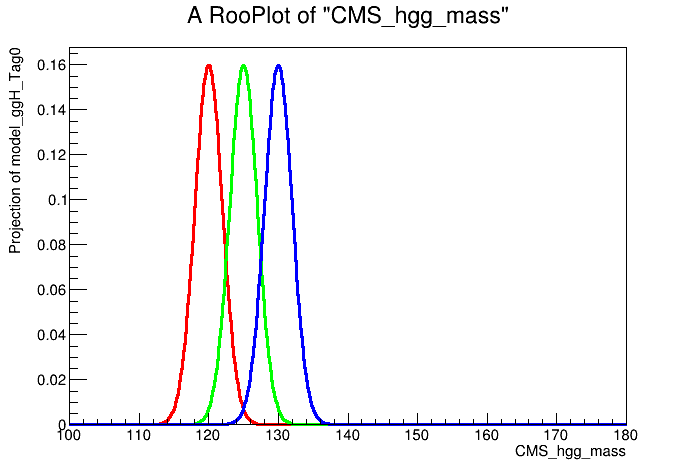 A RooPlot of "CMS_hgg_mass"
Projection of model_ggH_Tag0
0.16
0.14
0.12
0.1
0.08
0.06
0.04
0.02
0
100 110 120 130 140 150 160 170 180
CMS_hgg_mass